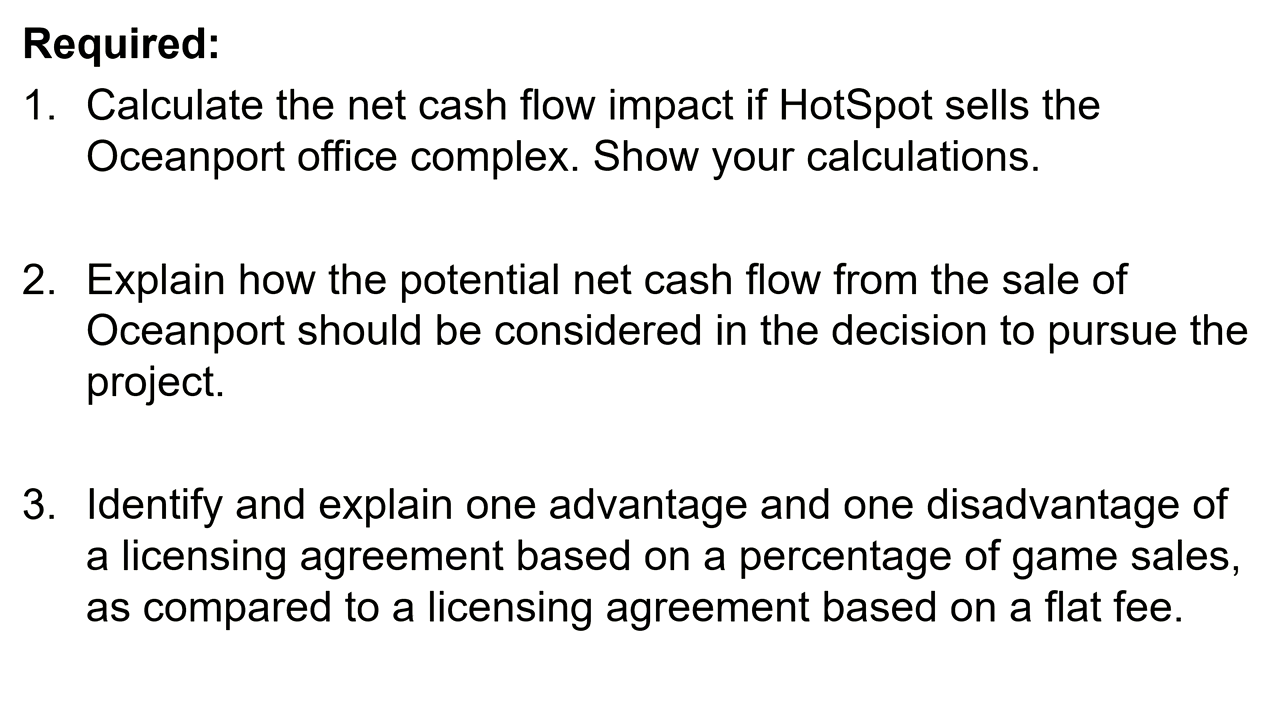 Required:
1. Calculate the net cash flow impact if HotSpot sells the
Oceanport office complex. Show your calculations.
2. Explain how the potential net cash flow from the sale of
Oceanport should be considered in the decision to pursue the
project.
3. Identify and explain one advantage and one disadvantage of
a licensing agreement based on a percentage of game sales,
as compared to a licensing agreement based on a flat fee.